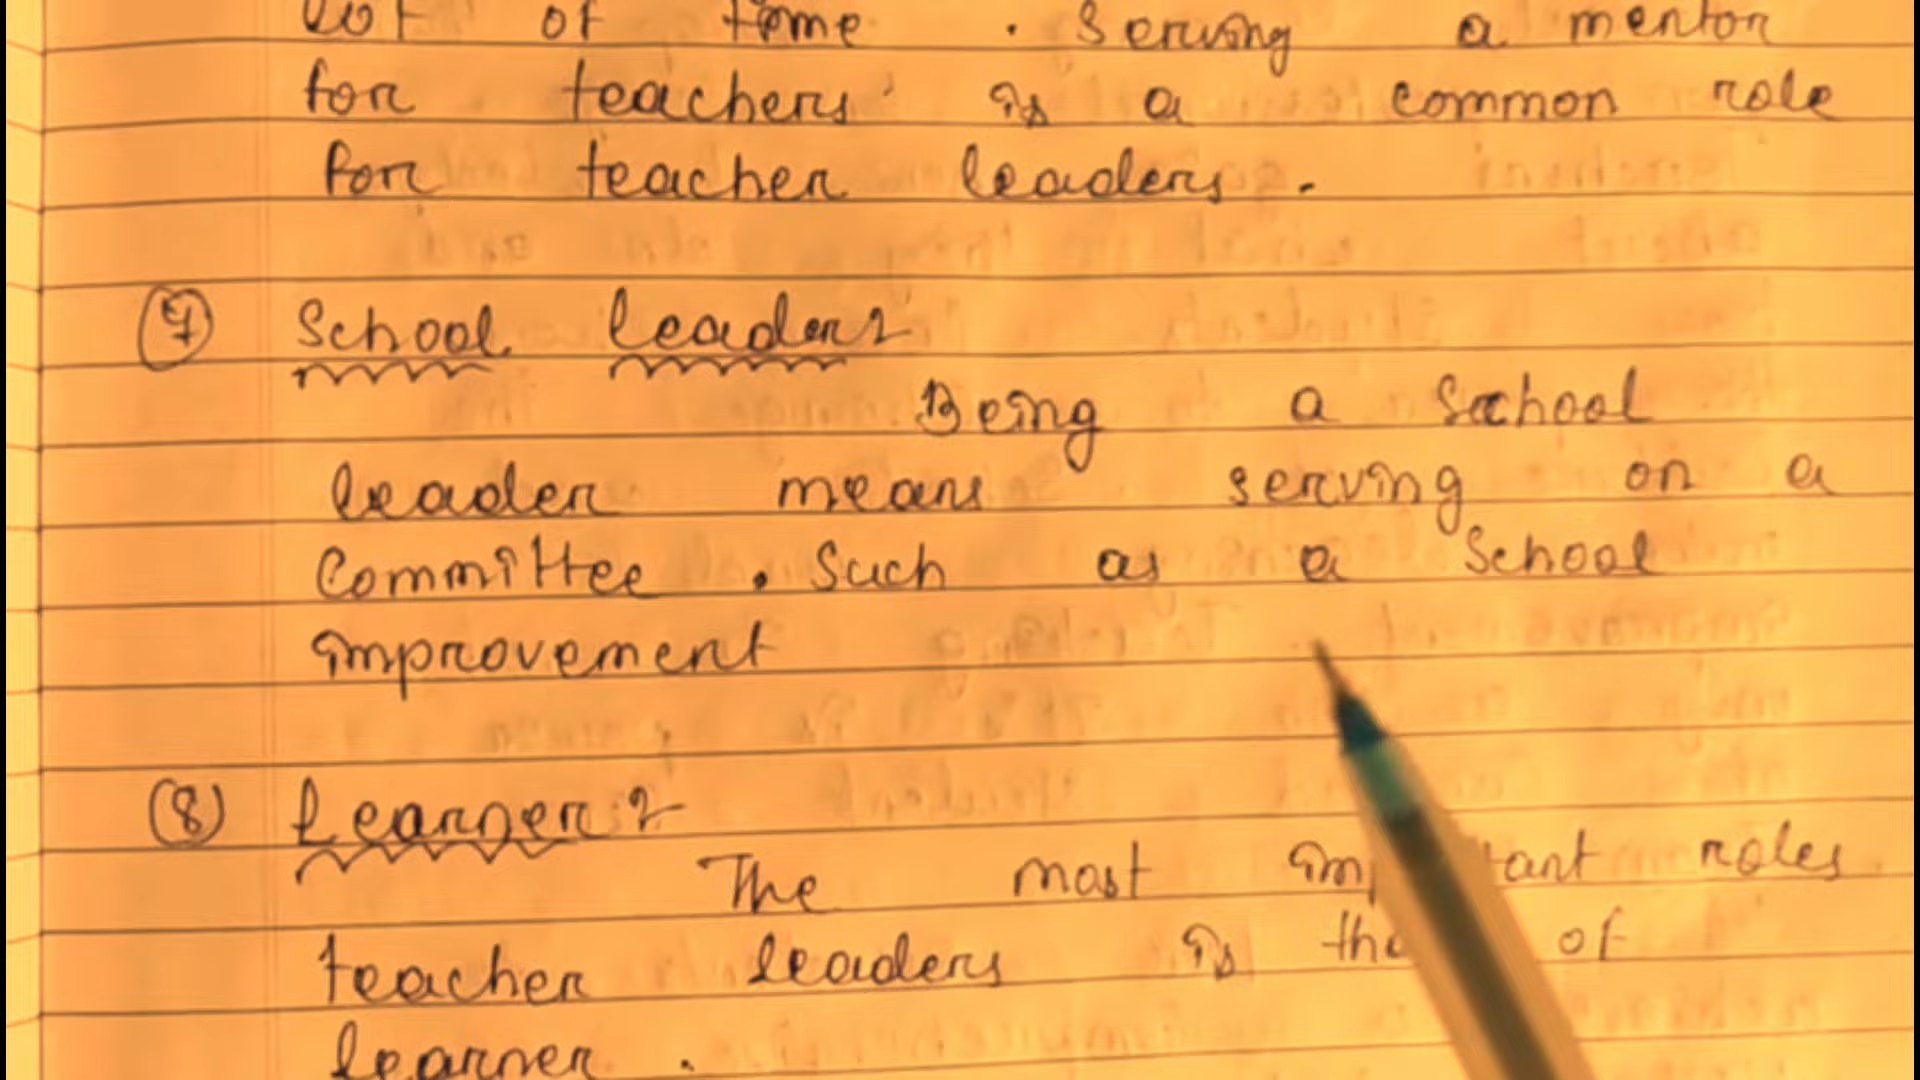 lot of time . Serving a mentor
for teachers is a common role
for teacher leaders .
(7) School leader :-
Being a School
leader means serving on a
Committee . Such as a School
improvement
(8) Learner :-
The most roles
teacher leaders is of
learner .